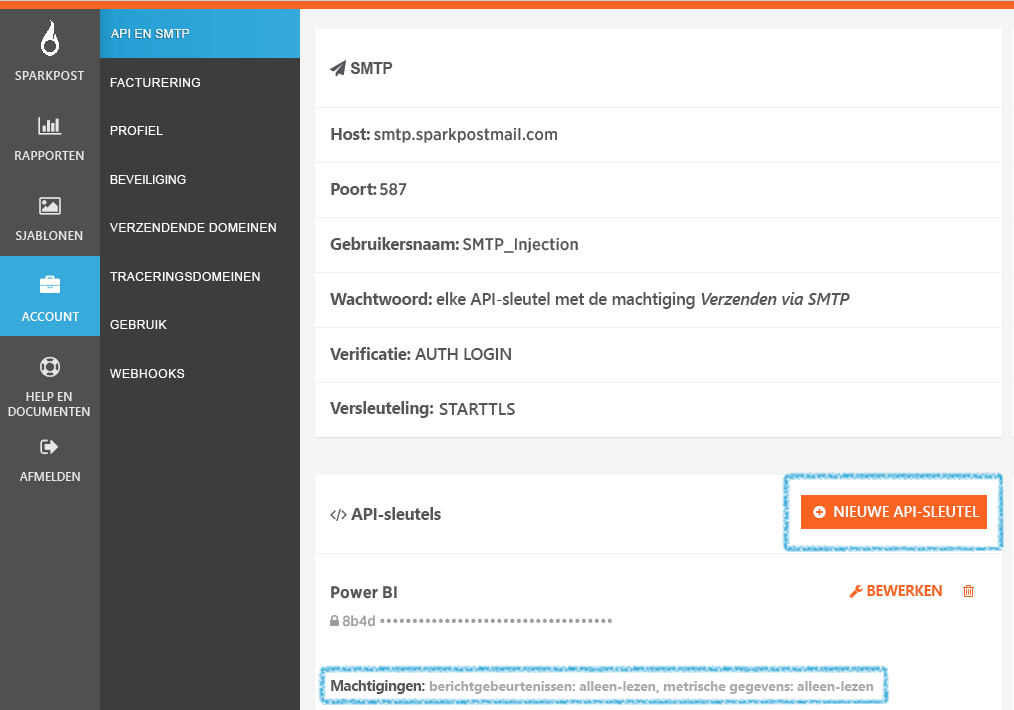 SPARKPOST
RAPPORTEN
SJABLONEN
ACCOUNT
HELP EN
DOCUMENTEN
AFMELDEN
API EN SMTP
FACTURERING
PROFIEL
BEVEILIGING
VERZENDENDE DOMEINEN
TRACERINGSDOMEINEN
GEBRUIK
WEBHOOKS
SMTP
Host: smtp.sparkpostmail.com
Poort: 587
Gebruikersnaam: SMTP_Injection
Wachtwoord: elke API-sleutel met de machtiging Verzenden via SMTP
Verificatie: AUTH LOGIN
Versleuteling: STARTTLS
</> API-sleutels
NIEUWE API-SLEUTEL
Power BI
BEWERKEN
8b4d ••••••••••••••••••••••••••••••••••••
Machtigingen: berichtgebeurtenissen: alleen-lezen, metrische gegevens: alleen-lezen